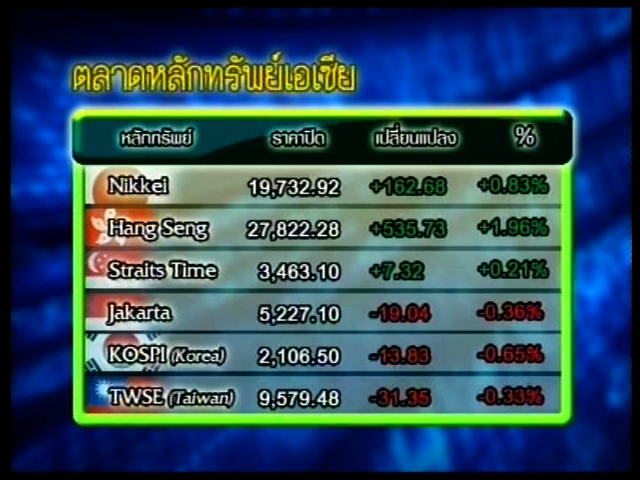 ตลาดหลักทรัพย์เอเซีย
หลักทรัพย์ ราคาปิด เปลี่ยนแปลง %
Nikkei 19,732.92 +162.68 +0.83%
Hang Seng 27,822.28 +535.73 +1.96%
Straits Time 3,463.10 +7.32 +0.21%
Jakarta 5,227.10 -19.04 -0.36%
KOSPI (Korea) 2,106.50 -13.83 -0.65%
TWSE (Taiwan) 9,579.48 -31.35 -0.33%